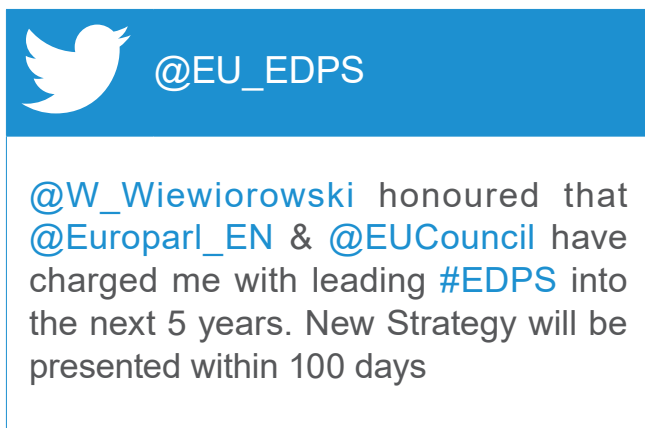 @EU_EDPS
@W_Wiewiorowski honoured that
@Europarl_EN & @EUCouncil have
charged me with leading #EDPS into
the next 5 years. New Strategy will be
presented within 100 days